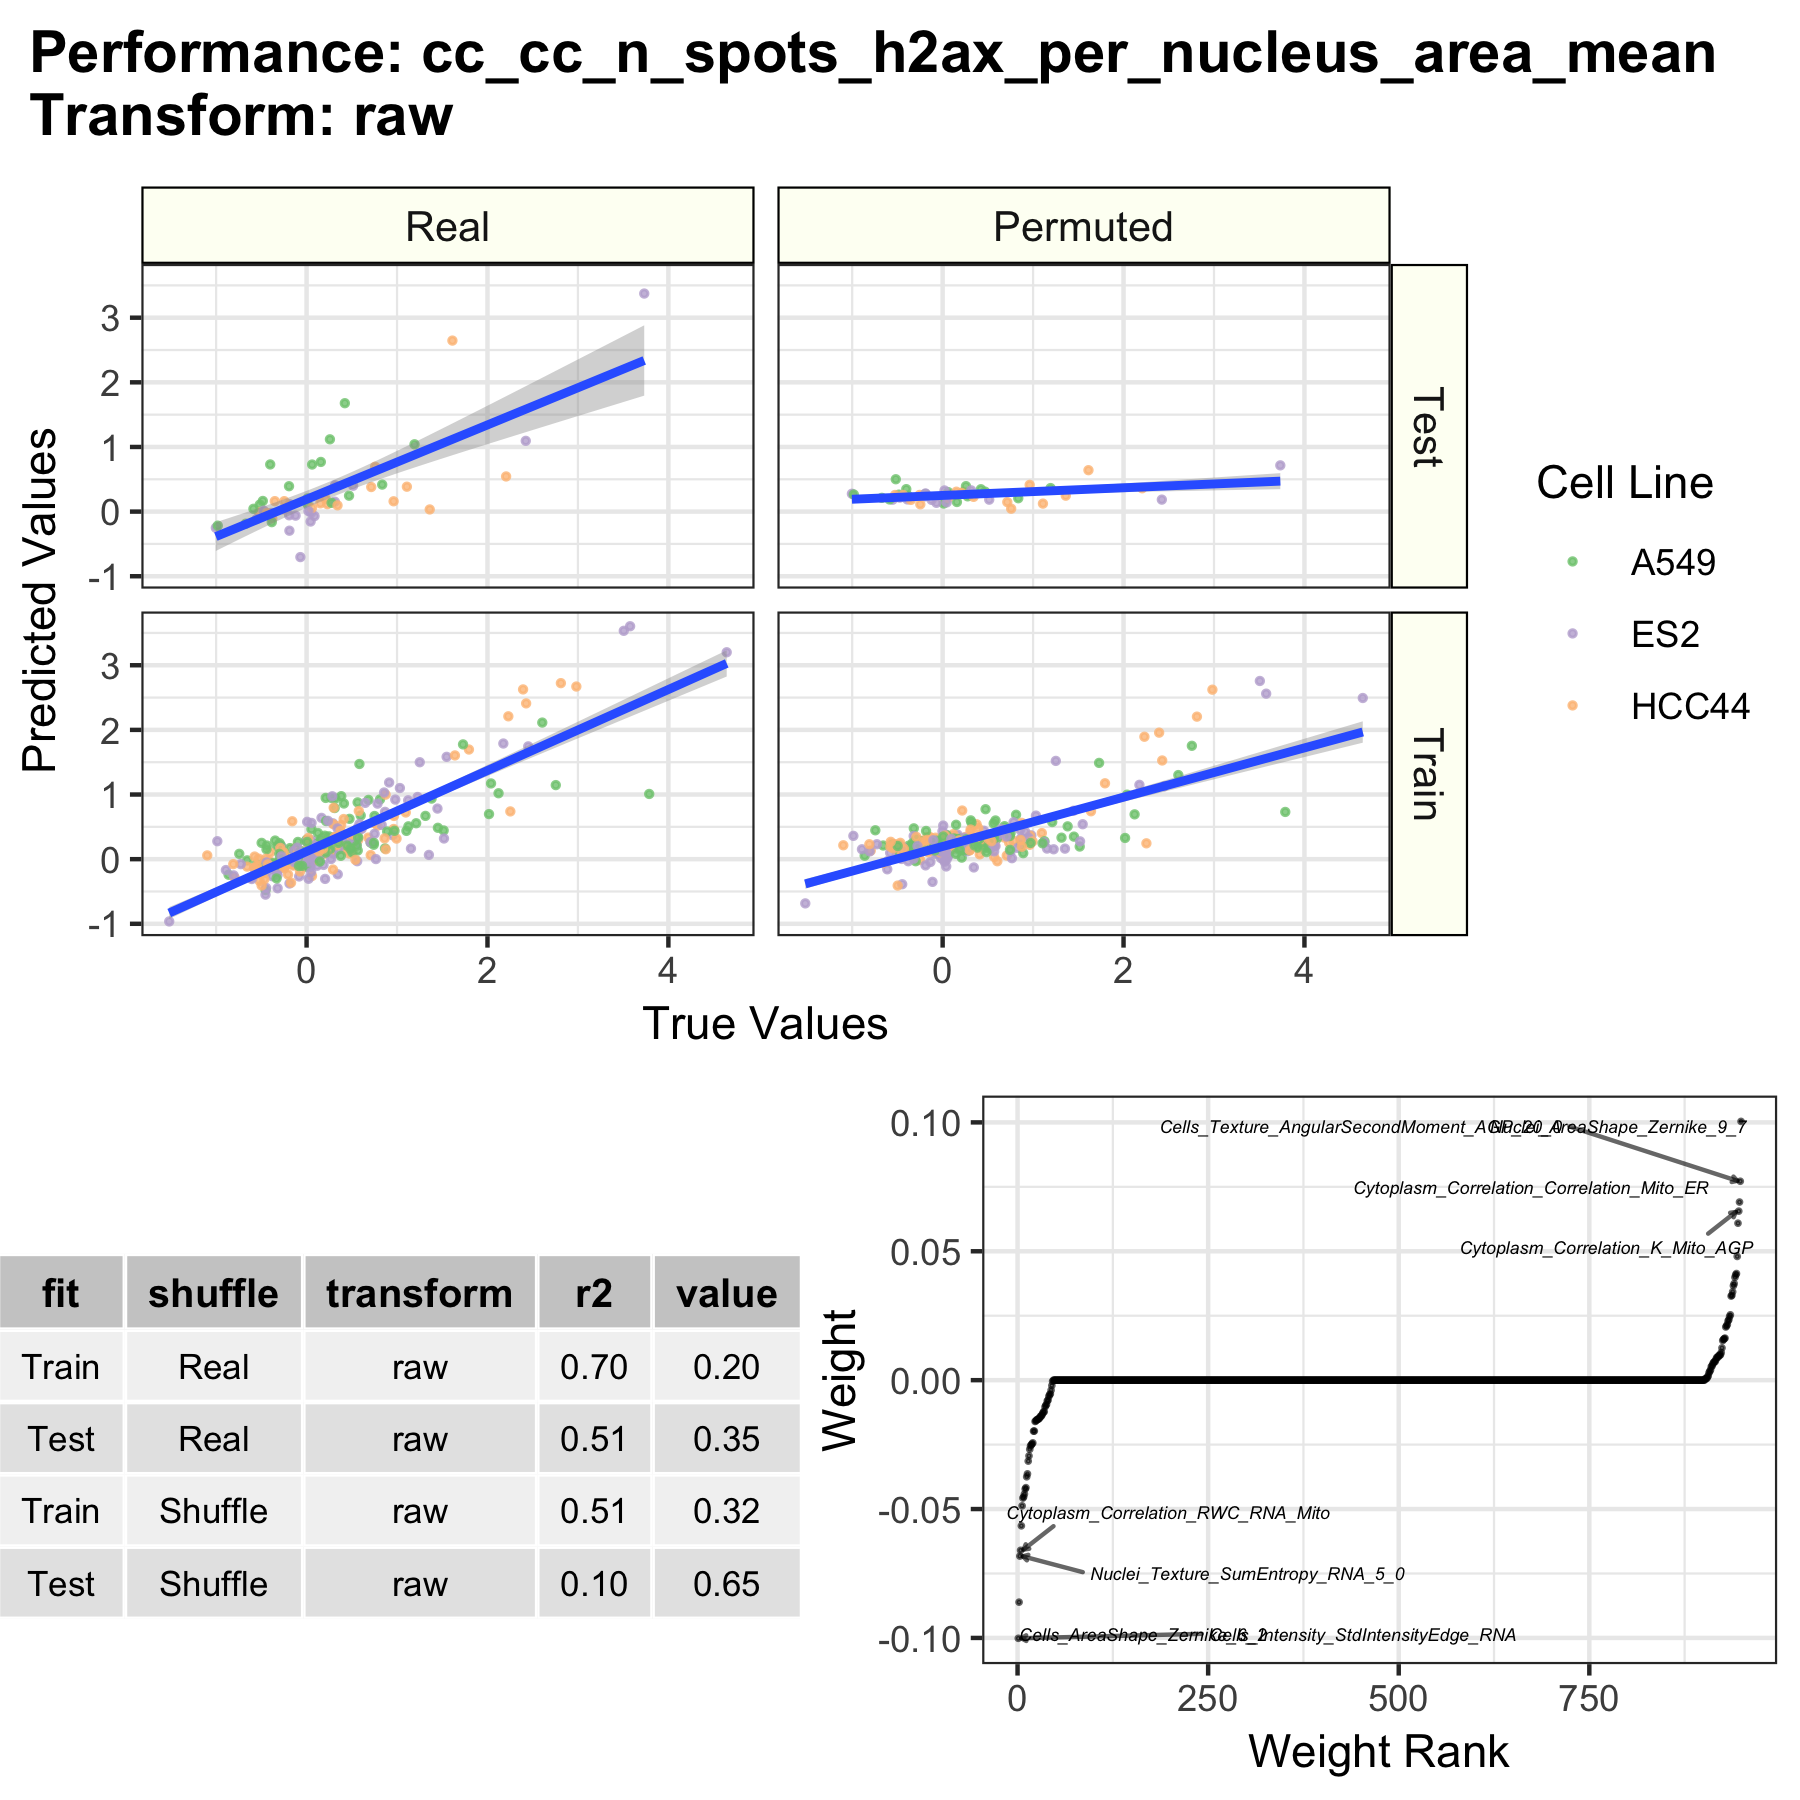 Performance: cc_cc_n_spots_h2ax_per_nucleus_area_mean
Transform: raw
Real
Permuted
Test
Train
3
2
1
0
-1
3
2
1
0
-1
0
2
4
0
2
4
Predicted Values
True Values
Cell Line
A549
ES2
HCC44
fit shuffle transform r2 value
Train Real raw 0.70 0.20
Test Real raw 0.51 0.35
Train Shuffle raw 0.51 0.32
Test Shuffle raw 0.10 0.65
Weight
0.10
0.05
0.00
-0.05
-0.10
Cells_Texture_AngularSecondMoment_AGP_20_0
Nuclei_AreaShape_Zernike_9_7
Cytoplasm_Correlation_Correlation_Mito_ER
Cytoplasm_Correlation_K_Mito_AGP
Cytoplasm_Correlation_RWC_RNA_Mito
Nuclei_Texture_SumEntropy_RNA_5_0
Cells_Intensity_StdIntensityEdge_RNA
0
250
500
750
Weight Rank